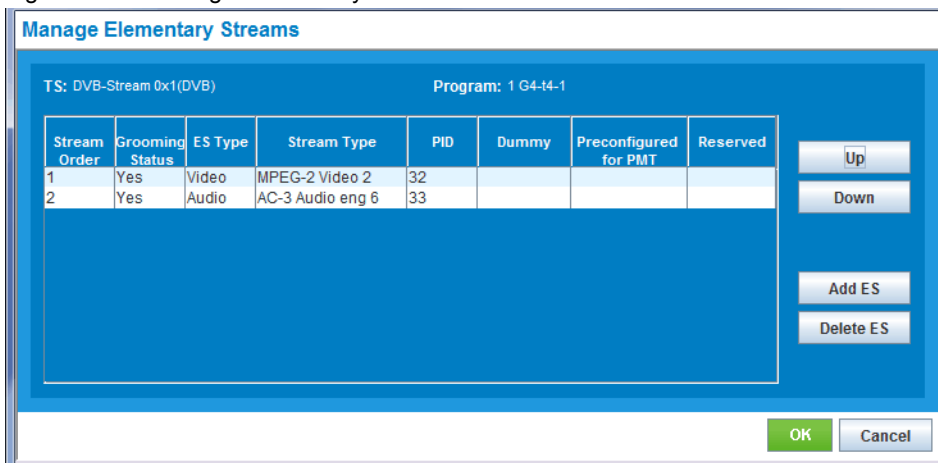 Manage Elementary Streams
TS: DVB-Stream 0x1(DVB) Program: 1 G4-t4-1
Stream Order Grooming Status ES Type Stream Type PID Dummy Preconfigured for PMT Reserved
1 Yes Video MPEG-2 Video 2 32
2 Yes Audio AC-3 Audio eng 6 33
Up
Down
Add ES
Delete ES
OK Cancel